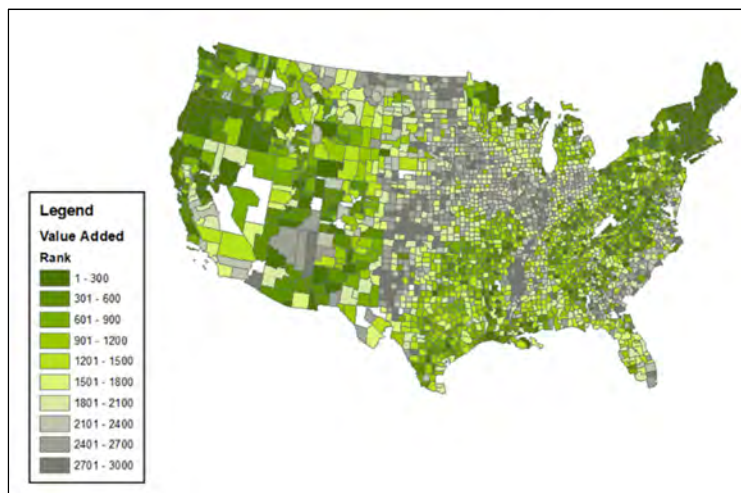 Legend
Value Added
Rank
1 - 300
301 - 600
601 - 900
901 - 1200
1201 - 1500
1501 - 1800
1801 - 2100
2101 - 2400
2401 - 2700
2701 - 3000